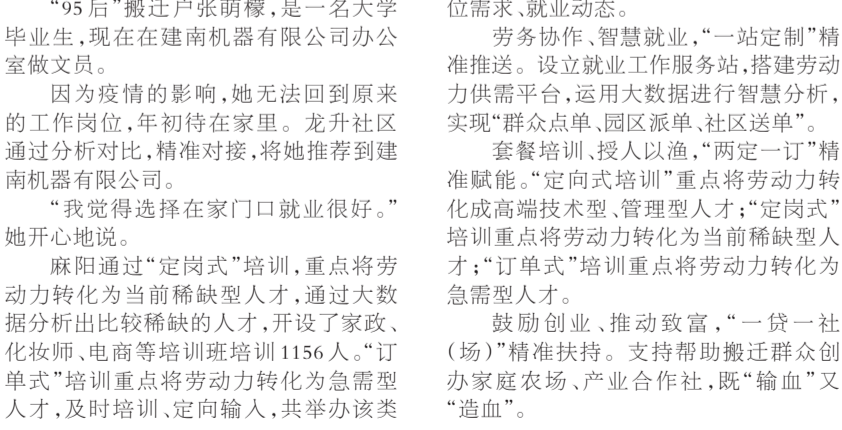 “95后”搬迁户张萌檬，是一名大学
毕业生，现在在建南机器有限公司办公
室做文员。
因为疫情的影响，她无法回到原来
的工作岗位，年初待在家里。龙升社区
通过分析对比，精准对接，将她推荐到建
南机器有限公司。
“我觉得选择在家门口就业很好。”
她开心地说。
麻阳通过“定岗式”培训，重点将劳
动力转化为当前稀缺型人才，通过大数
据分析出比较稀缺的人才，开设了家政、
化妆师、电商等培训班培训1156人。“订
单式”培训重点将劳动力转化为急需型
人才，及时培训、定向输入，共举办该类
位需求、就业动态。
劳务协作、智慧就业，“一站定制”精
准推送。设立就业工作服务站，搭建劳动
力供需平台，运用大数据进行智慧分析，
实现“群众点单、园区派单、社区送单”。
套餐培训、授人以渔，“两定一订”精
准赋能。“定向式培训”重点将劳动力转
化成高端技术型、管理型人才；“定岗式”
培训重点将劳动力转化为当前稀缺型人
才；“订单式”培训重点将劳动力转化为
急需型人才。
鼓励创业、推动致富，“一贷一社
（场）”精准扶持。支持帮助搬迁群众创
办家庭农场、产业合作社，既“输血”又
“造血”。